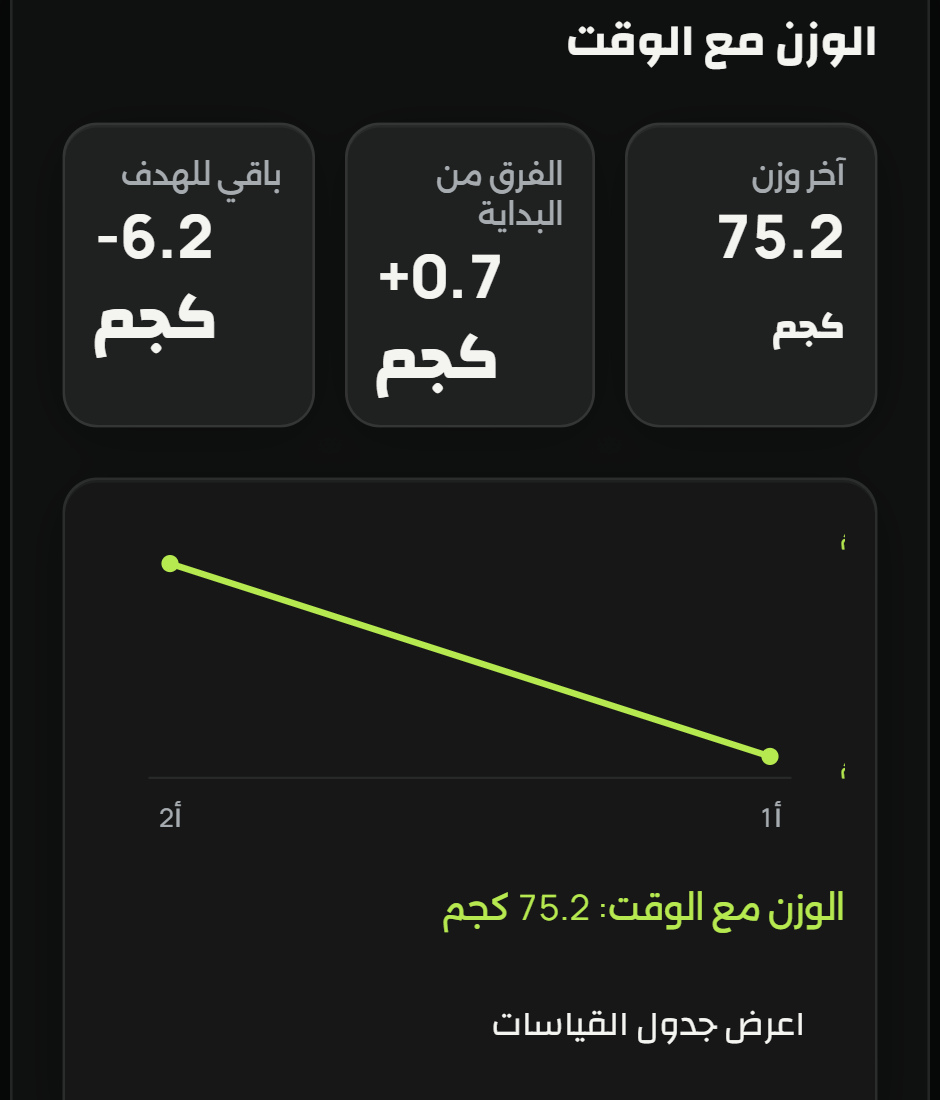 الوزن مع الوقت
آخر وزن
75.2
كجم
الفرق من
البداية
+0.7
كجم
باقي للهدف
-6.2
كجم
أ1
أ2
الوزن مع الوقت: 75.2 كجم
اعرض جدول القياسات